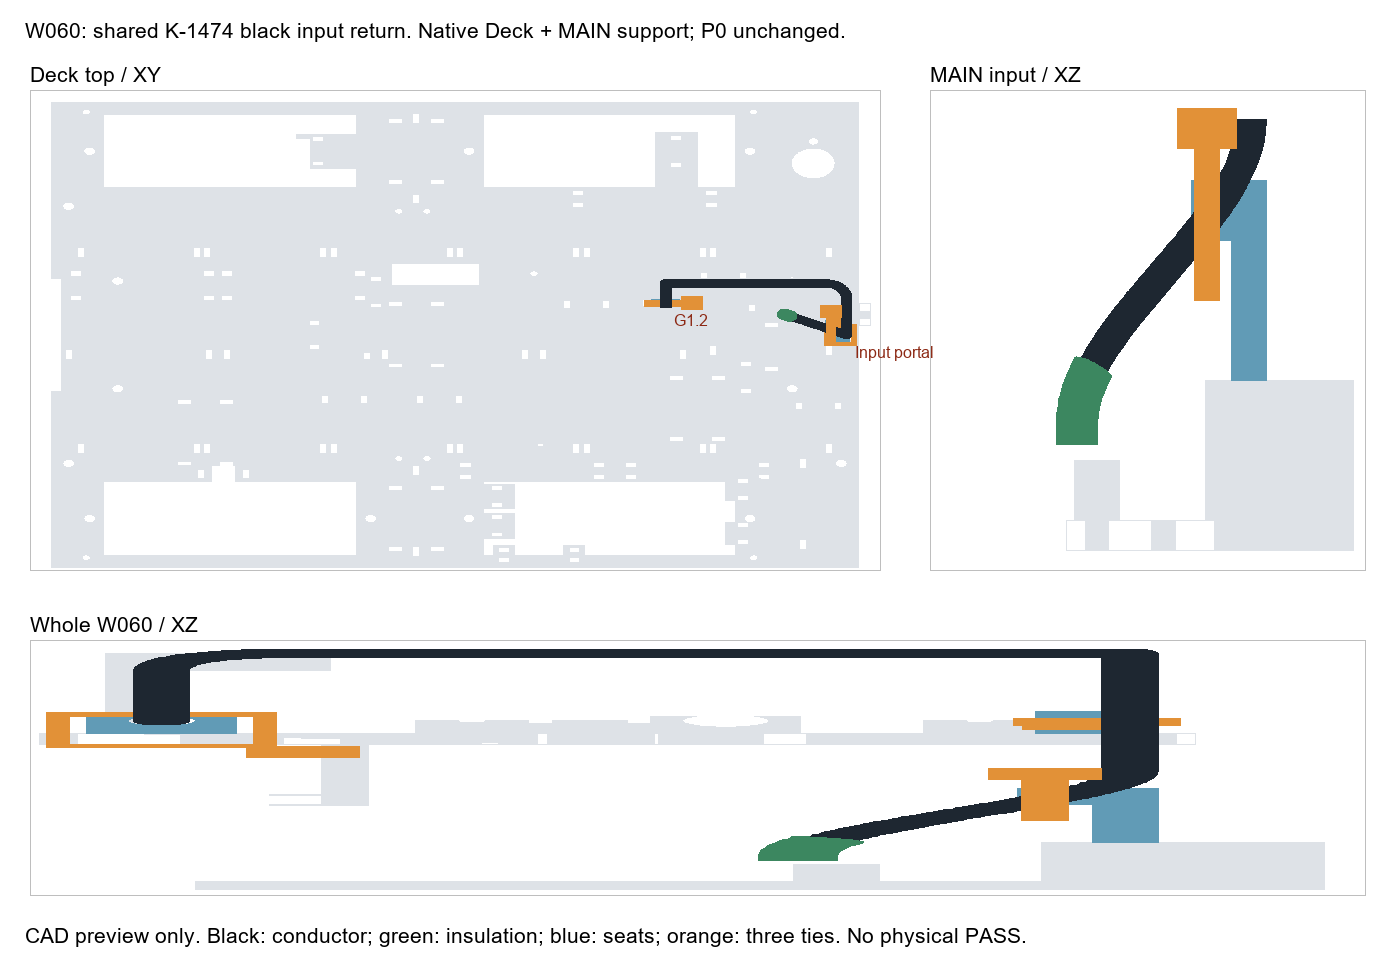 W060: shared K-1474 black input return. Native Deck + MAIN support; P0 unchanged.
Deck top / XY
MAIN input / XZ
G1.2
Input portal
Whole W060 / XZ
CAD preview only. Black: conductor; green: insulation; blue: seats; orange: three ties. No physical PASS.